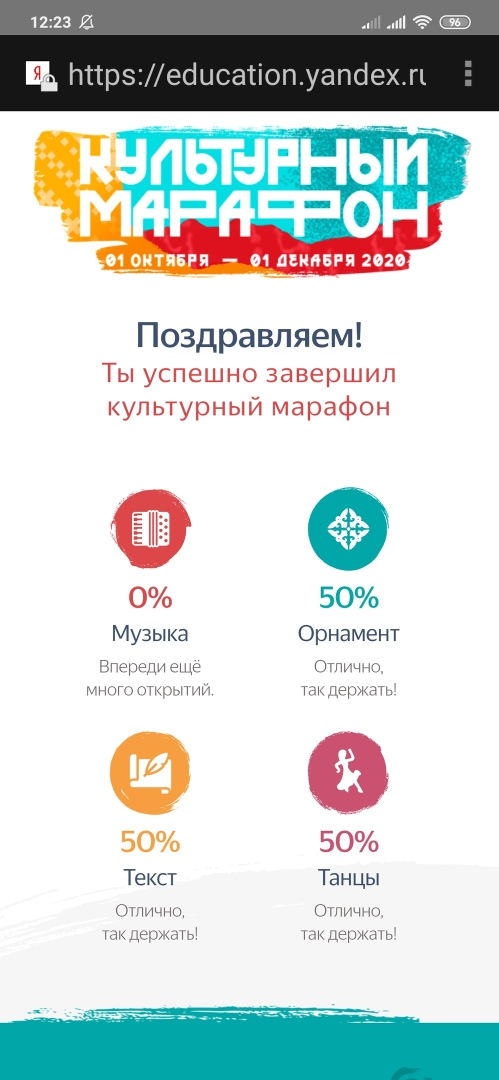 12:23
96
Я
https://education.yandex.ru
КУЛЬТУРНЫЙ
МАРАФОН
01 ОКТЯБРЯ — 01 ДЕКАБРЯ 2020
Поздравляем!
Ты успешно завершил
культурный марафон
0%
50%
Музыка
Орнамент
Впереди ещё
много открытий.
Отлично,
так держать!
50%
50%
Текст
Танцы
Отлично,
так держать!
Отлично,
так держать!